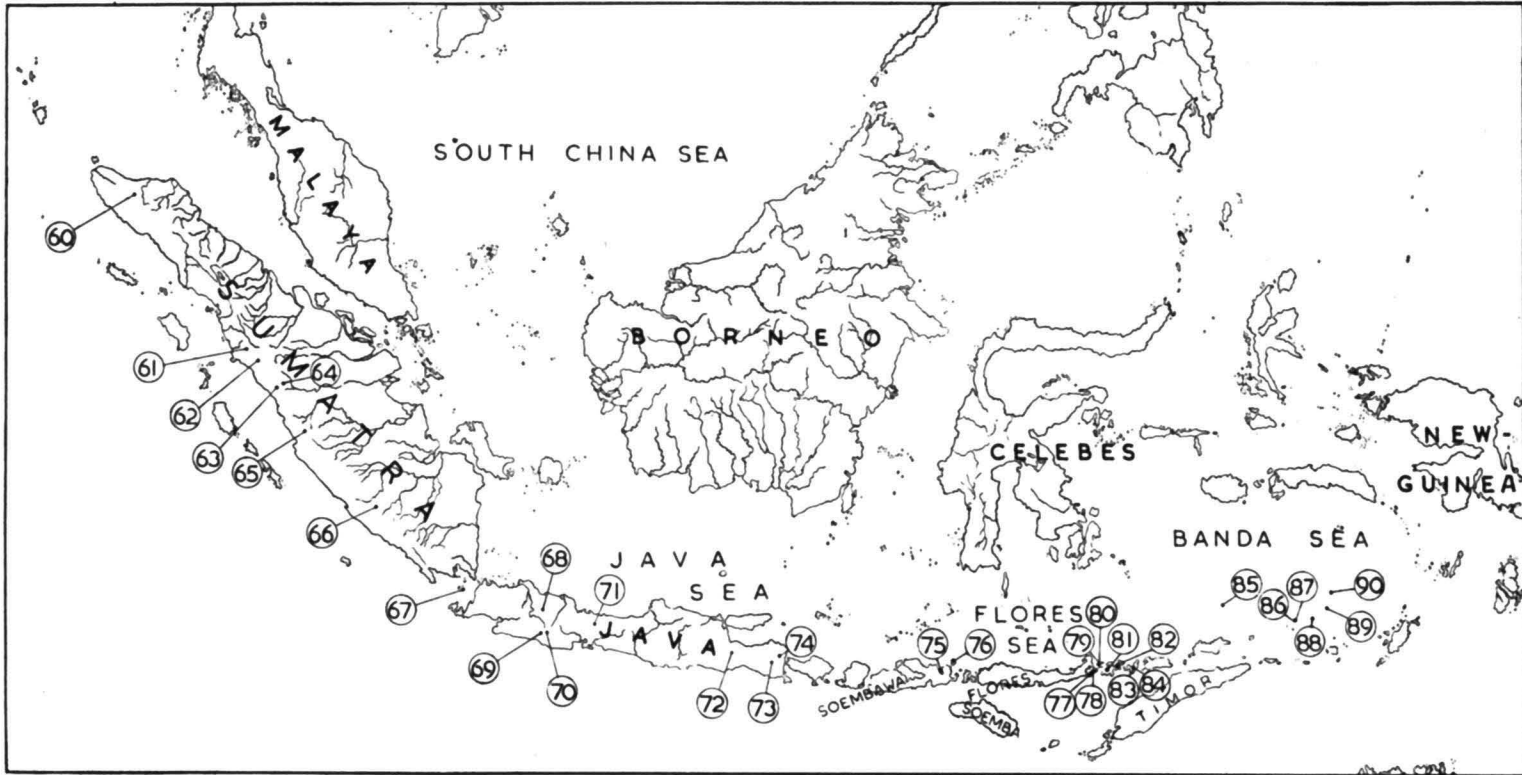 MALAYA
SOUTH CHINA SEA
60
SUMATRA
BORNEO
61
64
62
63
65
CELEBES
NEW-
GUINEA
66
BANDA SEA
68
JAVA
SEA
67
71
85
87
90
86
89
88
FLORES
SEA
80
JAVA
74
75
76
79
81
82
69
70
72
73
SOEMBAWA
FLORES
SOEMBA
77
78
83
84
TIMOR